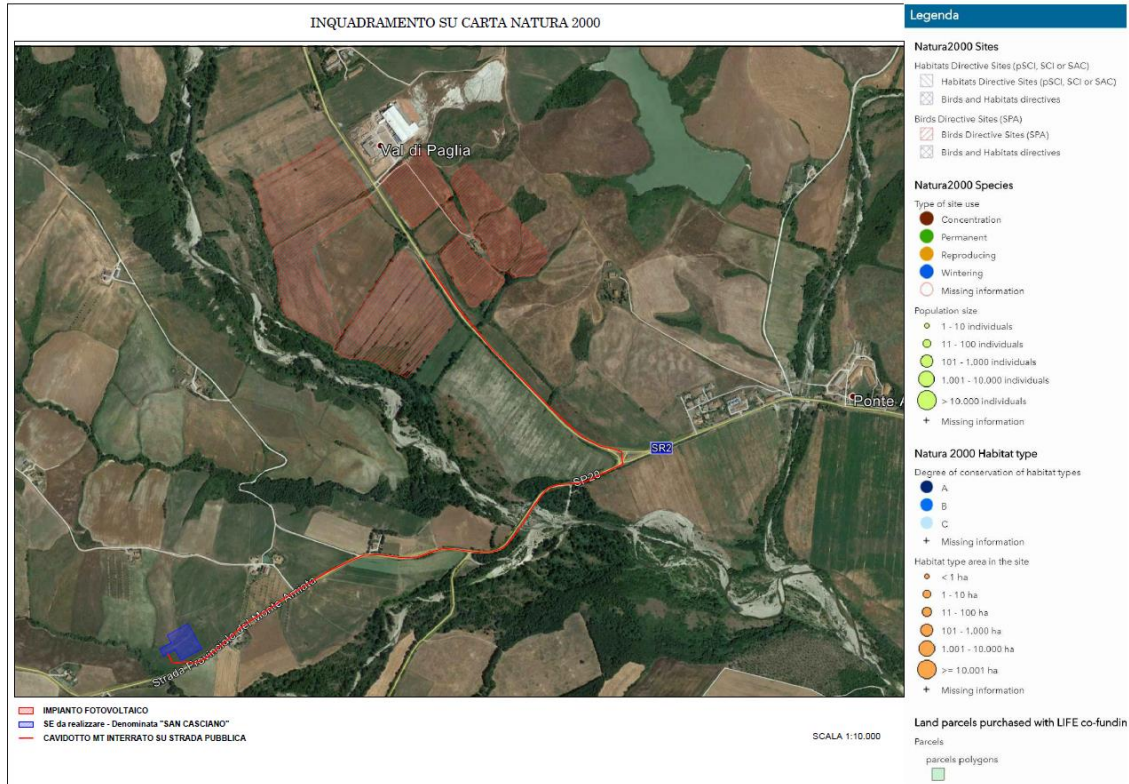 INQUADRAMENTO SU CARTA NATURA 2000
Val di Paglia
SR2
SP20
Strada Provinciale del Monte Amiata
IMPIANTO FOTOVOLTAICO
SE da realizzare - Denominata "SAN CASCIANO"
CAVIDOTTO MT INTERRATO SU STRADA PUBBLICA
SCALA 1:10.000
Legenda
Natura2000 Sites
Habitats Directive Sites (pSCI, SCI or SAC)
Habitats Directive Sites (pSCI, SCI or SAC)
Birds and Habitats directives
Birds Directive Sites (SPA)
Birds Directive Sites (SPA)
Birds and Habitats directives
Natura2000 Species
Type of site use
Concentration
Permanent
Reproducing
Wintering
Missing information
Population size
1 - 10 individuals
11 - 100 individuals
101 - 1.000 individuals
1.001 - 10.000 individuals
> 10.000 individuals
Missing information
Natura 2000 Habitat type
Degree of conservation of habitat types
A
B
C
Missing information
Habitat type area in the site
< 1 ha
1 - 10 ha
11 - 100 ha
101 - 1.000 ha
1.001 - 10.000 ha
>= 10.001 ha
Missing information
Land parcels purchased with LIFE co-fundin
Parcels
parcels polygons